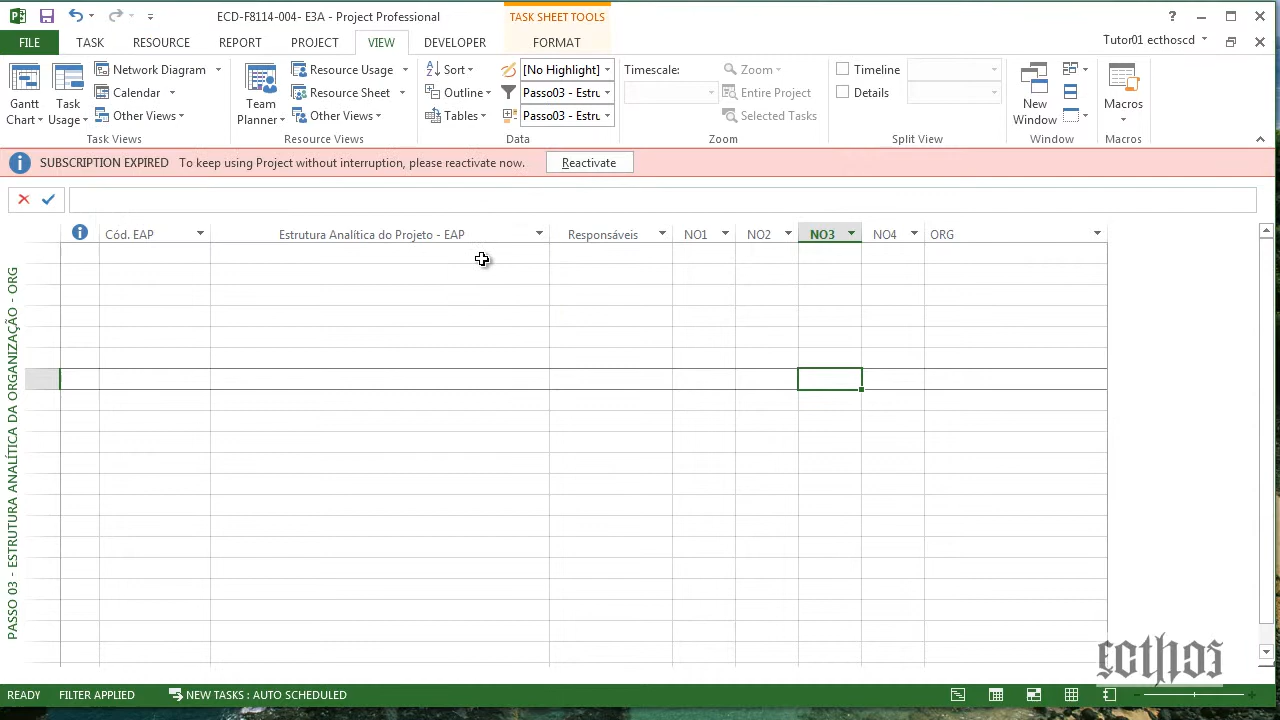 ECD-F8114-004- E3A - Project Professional
TASK SHEET TOOLS
?
FILE
TASK
RESOURCE
REPORT
PROJECT
VIEW
DEVELOPER
FORMAT
Tutor01 ecthoscd
Gantt Chart
Task Usage
Network Diagram
Calendar
Other Views
Task Views
Team Planner
Resource Usage
Resource Sheet
Other Views
Resource Views
Sort
Outline
Tables
[No Highlight]
Passo03 - Estru
Passo03 - Estru
Data
Timescale:
Zoom
Entire Project
Selected Tasks
Zoom
Timeline
Details
Split View
New Window
Window
Macros
Macros
SUBSCRIPTION EXPIRED To keep using Project without interruption, please reactivate now. Reactivate
Cód. EAP
Estrutura Analítica do Projeto - EAP
Responsáveis
NO1
NO2
NO3
NO4
ORG
PASSO 03 - ESTRUTURA ANALÍTICA DA ORGANIZAÇÃO - ORG
ecthos
READY
FILTER APPLIED
NEW TASKS : AUTO SCHEDULED